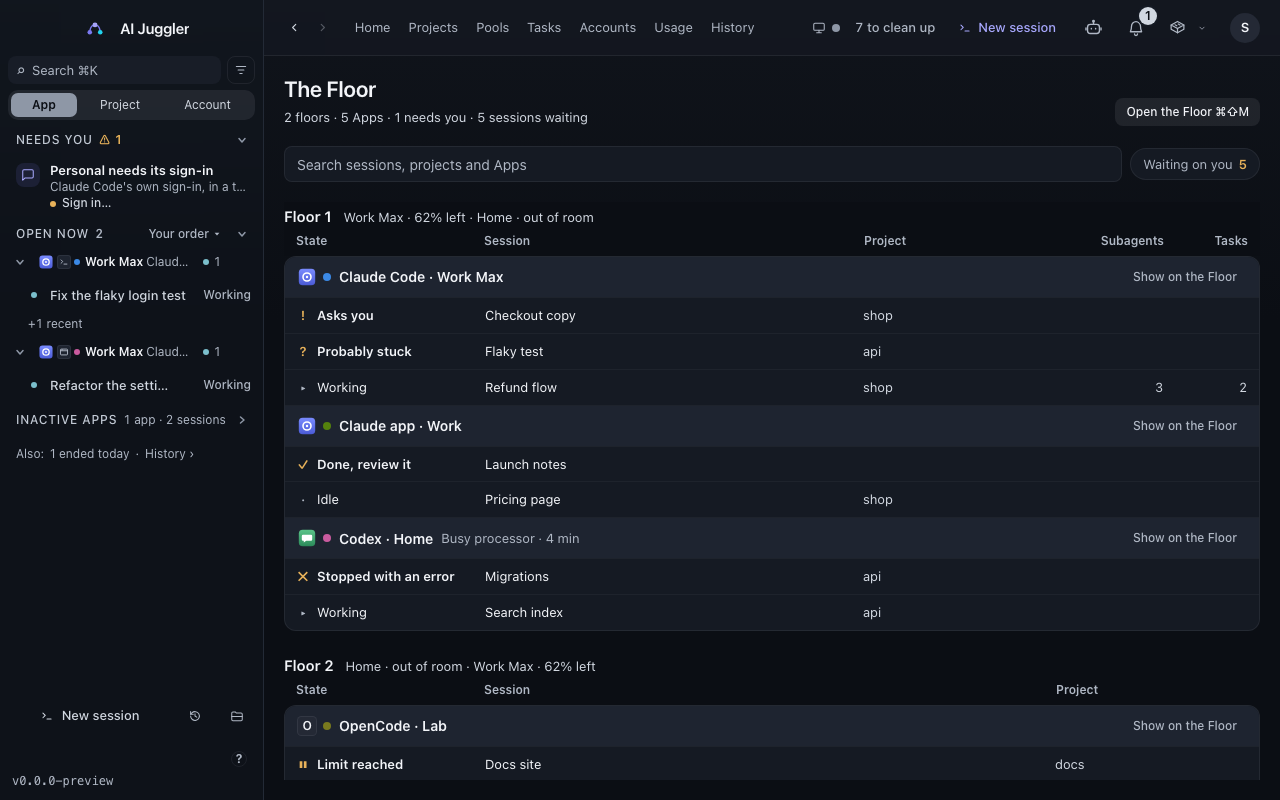 AI Juggler
Search ⌘K
App Project Account
NEEDS YOU 1
Personal needs its sign-in
Claude Code's own sign-in, in a t…
Sign in…
OPEN NOW 2 Your order
Work Max Claud… 1
Fix the flaky login test Working
+1 recent
Work Max Claud… 1
Refactor the setti… Working
INACTIVE APPS 1 app · 2 sessions
Also: 1 ended today · History ›
New session
?
v0.0.0-preview
Home Projects Pools Tasks Accounts Usage History
7 to clean up
New session
1
S
The Floor
2 floors · 5 Apps · 1 needs you · 5 sessions waiting
Open the Floor ⌘⇧M
Search sessions, projects and Apps
Waiting on you 5
Floor 1 Work Max · 62% left · Home · out of room
State Session Project Subagents Tasks
Claude Code · Work Max Show on the Floor
! Asks you Checkout copy shop
? Probably stuck Flaky test api
Working Refund flow shop 3 2
Claude app · Work Show on the Floor
Done, review it Launch notes
Idle Pricing page shop
Codex · Home Busy processor · 4 min Show on the Floor
Stopped with an error Migrations api
Working Search index api
Floor 2 Home · out of room · Work Max · 62% left
State Session Project
O OpenCode · Lab Show on the Floor
Limit reached Docs site docs